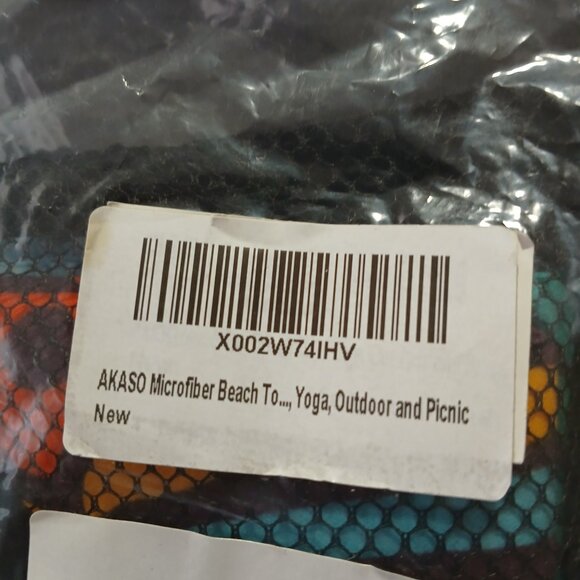 X002W74IHV
AKASO Microfiber Beach To..., Yoga, Outdoor and Picnic
New